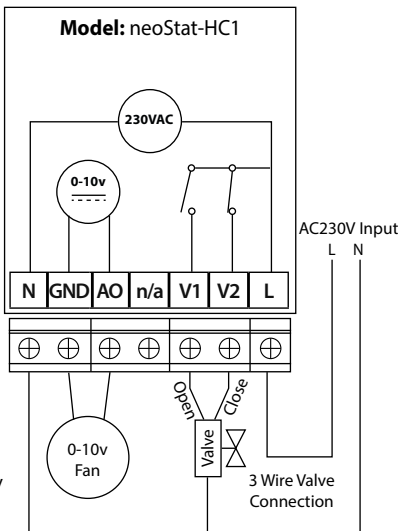 Model: neoStat-HC1
230VAC
0-10v
AC230V Input
L N
N GND AO n/a V1 V2 L
Open Close
Valve
0-10v
Fan
3 Wire Valve
Connection